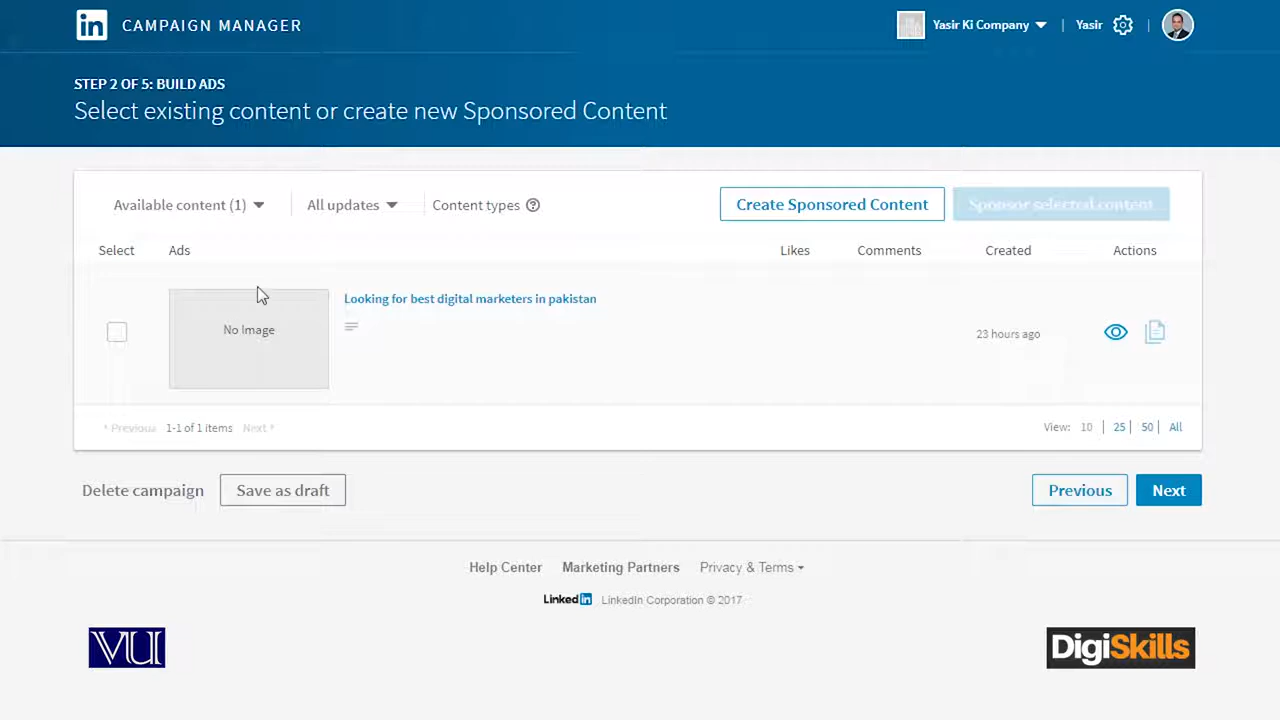 in CAMPAIGN MANAGER
Yasir Ki Company | Yasir |
STEP 2 OF 5: BUILD ADS
Select existing content or create new Sponsored Content
Available content (1) All updates Content types ? Create Sponsored Content Sponsor selected content
Select Ads Likes Comments Created Actions
Looking for best digital marketers in pakistan
No Image
23 hours ago
Previous 1-1 of 1 items Next
View: 10 | 25 | 50 | All
Delete campaign Save as draft Previous Next
Help Center Marketing Partners Privacy & Terms
Linked in LinkedIn Corporation © 2017
VU
DigiSkills